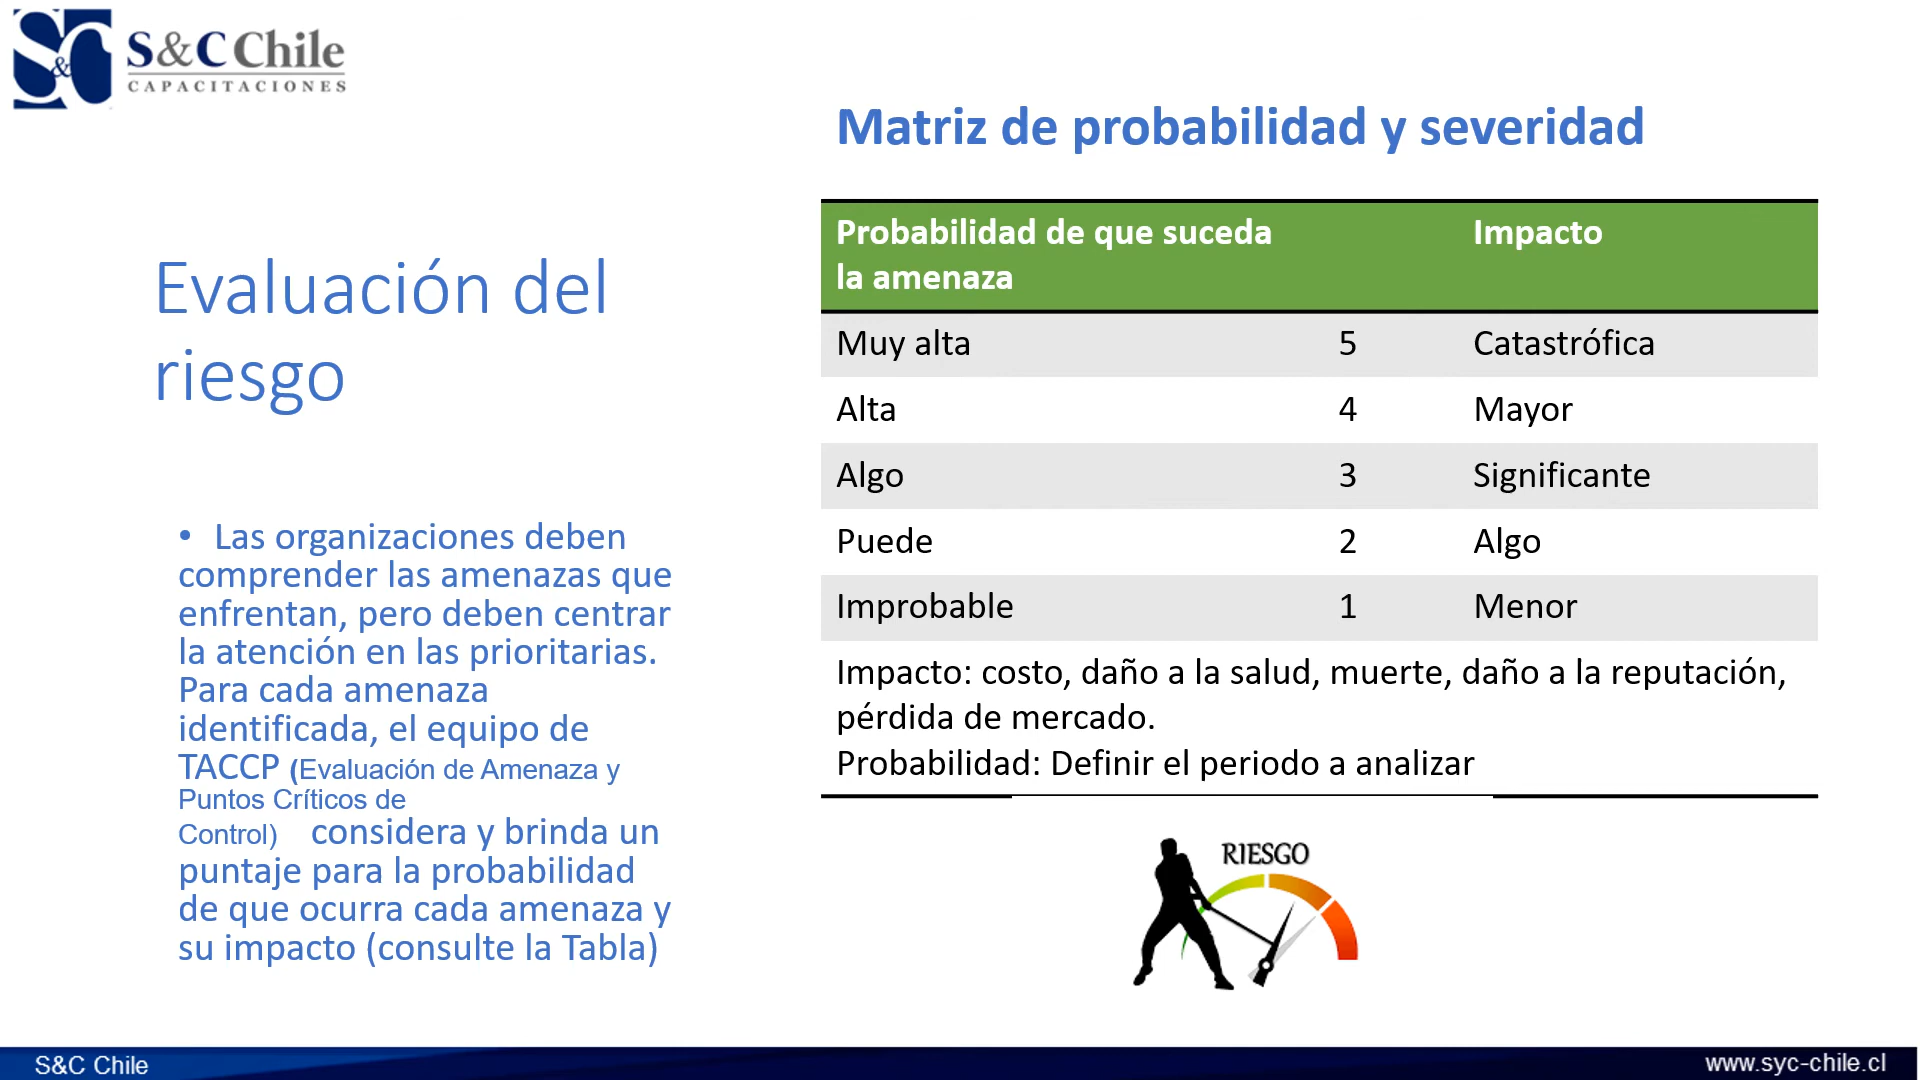 S&C Chile
CAPACITACIONES
Matriz de probabilidad y severidad
Evaluación del
riesgo
• Las organizaciones deben
comprender las amenazas que
enfrentan, pero deben centrar
la atención en las prioritarias.
Para cada amenaza
identificada, el equipo de
TACCP (Evaluación de Amenaza y
Puntos Críticos de
Control) considera y brinda un
puntaje para la probabilidad
de que ocurra cada amenaza y
su impacto (consulte la Tabla)
Probabilidad de que suceda
la amenaza
Impacto
Muy alta 5 Catastrófica
Alta 4 Mayor
Algo 3 Significante
Puede 2 Algo
Improbable 1 Menor
Impacto: costo, daño a la salud, muerte, daño a la reputación,
pérdida de mercado.
Probabilidad: Definir el periodo a analizar
RIESGO
S&C Chile
www.syc-chile.cl